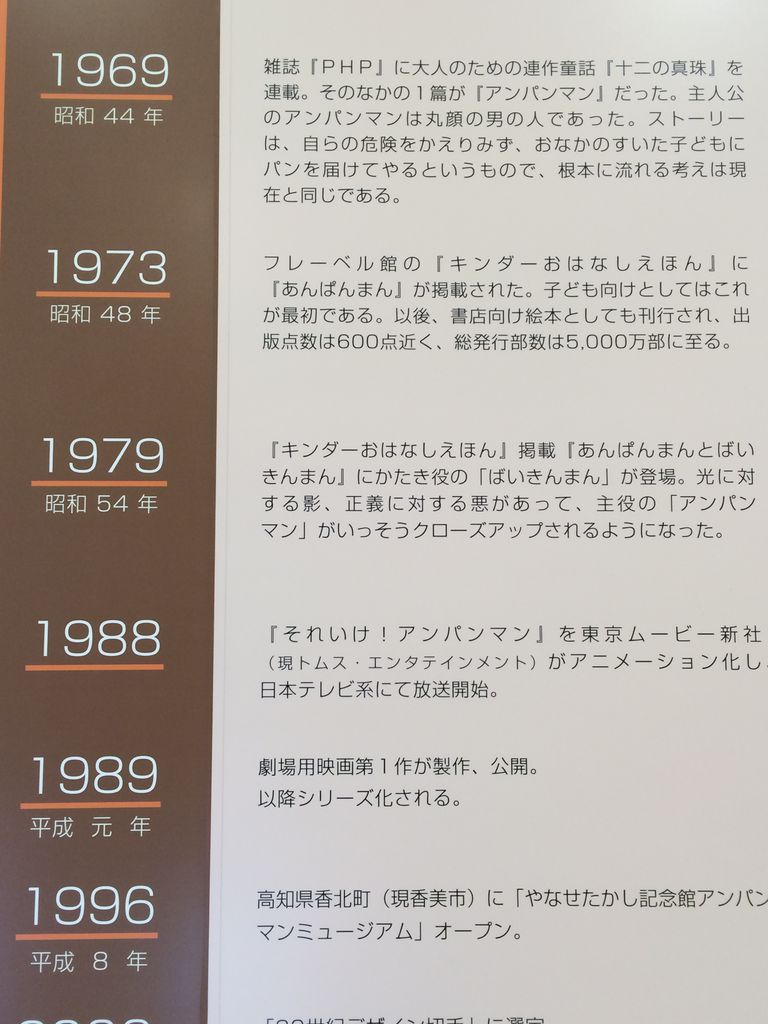 1969
昭和 44 年
雑誌『ＰＨＰ』に大人のための連作童話『十二の真珠』を
連載。そのなかの１篇が『アンパンマン』だった。主人公
のアンパンマンは丸顔の男の人であった。ストーリー
は、自らの危険をかえりみず、おなかのすいた子どもに
パンを届けてやるというもので、根本に流れる考えは現
在と同じである。
1973
昭和 48 年
フレーベル館の『キンダーおはなしえほん』に
『あんぱんまん』が掲載された。子ども向けとしてはこれ
が最初である。以後、書店向け絵本としても刊行され、出
版点数は600点近く、総発行部数は5,000万部に至る。
1979
昭和 54 年
『キンダーおはなしえほん』掲載『あんぱんまんとばい
きんまん』にかたき役の「ばいきんまん」が登場。光に対
する影、正義に対する悪があって、主役の「アンパン
マン」がいっそうクローズアップされるようになった。
1988
『それいけ！アンパンマン』を東京ムービー新社
（現トムス・エンタテインメント）がアニメーション化し、
日本テレビ系にて放送開始。
1989
平成 元 年
劇場用映画第１作が製作、公開。
以降シリーズ化される。
1996
平成 8 年
高知県香北町（現香美市）に「やなせたかし記念館アンパン
マンミュージアム」オープン。